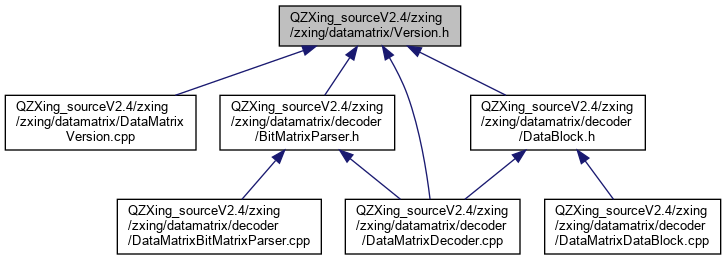 QZXing_sourceV2.4/zxing
/zxing/datamatrix/Version.h
QZXing_sourceV2.4/zxing
/zxing/datamatrix/DataMatrix
Version.cpp
QZXing_sourceV2.4/zxing
/zxing/datamatrix/decoder
/BitMatrixParser.h
QZXing_sourceV2.4/zxing
/zxing/datamatrix/decoder
/DataBlock.h
QZXing_sourceV2.4/zxing
/zxing/datamatrix/decoder
/DataMatrixBitMatrixParser.cpp
QZXing_sourceV2.4/zxing
/zxing/datamatrix/decoder
/DataMatrixDecoder.cpp
QZXing_sourceV2.4/zxing
/zxing/datamatrix/decoder
/DataMatrixDataBlock.cpp